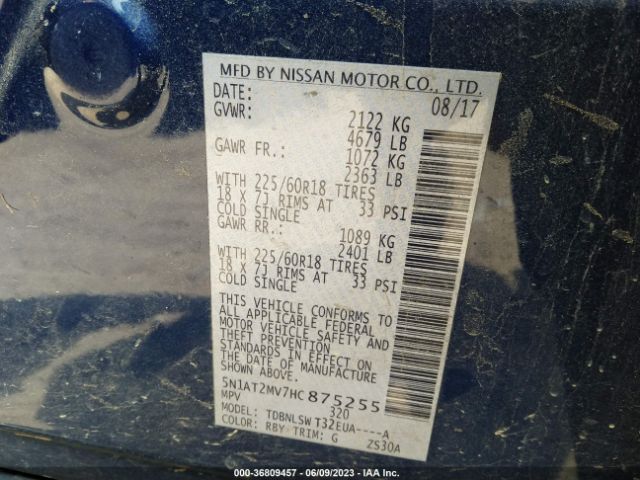 MFD BY NISSAN MOTOR CO., LTD.
DATE: 08/17
GVWR: 2122 KG
4679 LB
GAWR FR.: 1072 KG
2363 LB
WITH 225/60R18 TIRES
18 X 7J RIMS AT 33 PSI
COLD SINGLE
GAWR RR.: 1089 KG
2401 LB
WITH 225/60R18 TIRES
18 X 7J RIMS AT 33 PSI
COLD SINGLE
THIS VEHICLE CONFORMS TO
ALL APPLICABLE FEDERAL
MOTOR VEHICLE SAFETY AND
THEFT PREVENTION
STANDARDS IN EFFECT ON
THE DATE OF MANUFACTURE
SHOWN ABOVE.
5N1AT2MV7HC875255
MPV 320
MODEL: TDBNLSW T32EUA----A
COLOR: RBY TRIM: G ZS30A
000-36809457 - 06/09/2023 - IAA Inc.